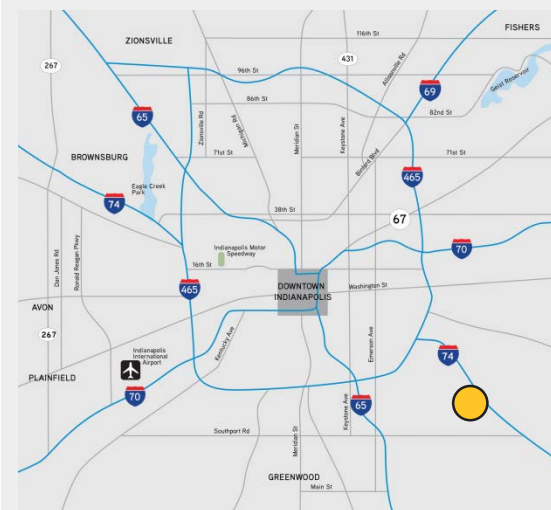 116th St
FISHERS
ZIONSVILLE
267
431
Allisonville Rd
96th St
69
Geist Reservoir
86th St
65
Zionsville Rd
Michigan Rd
Meridian St
Keystone Ave
82nd St
71st St
Binford Blvd
71st St
BROWNSBURG
465
Eagle Creek
Park
74
38th St
67
70
Indianapolis Motor
Speedway
Dan Jones Rd
Ronald Reagan Pkwy
16th St
465
DOWNTOWN
INDIANAPOLIS
Washington St
AVON
267
Kentucky Ave
Emerson Ave
Indianapolis
International
Airport
74
PLAINFIELD
70
65
Keystone Ave
Southport Rd
Meridian St
GREENWOOD
Main St